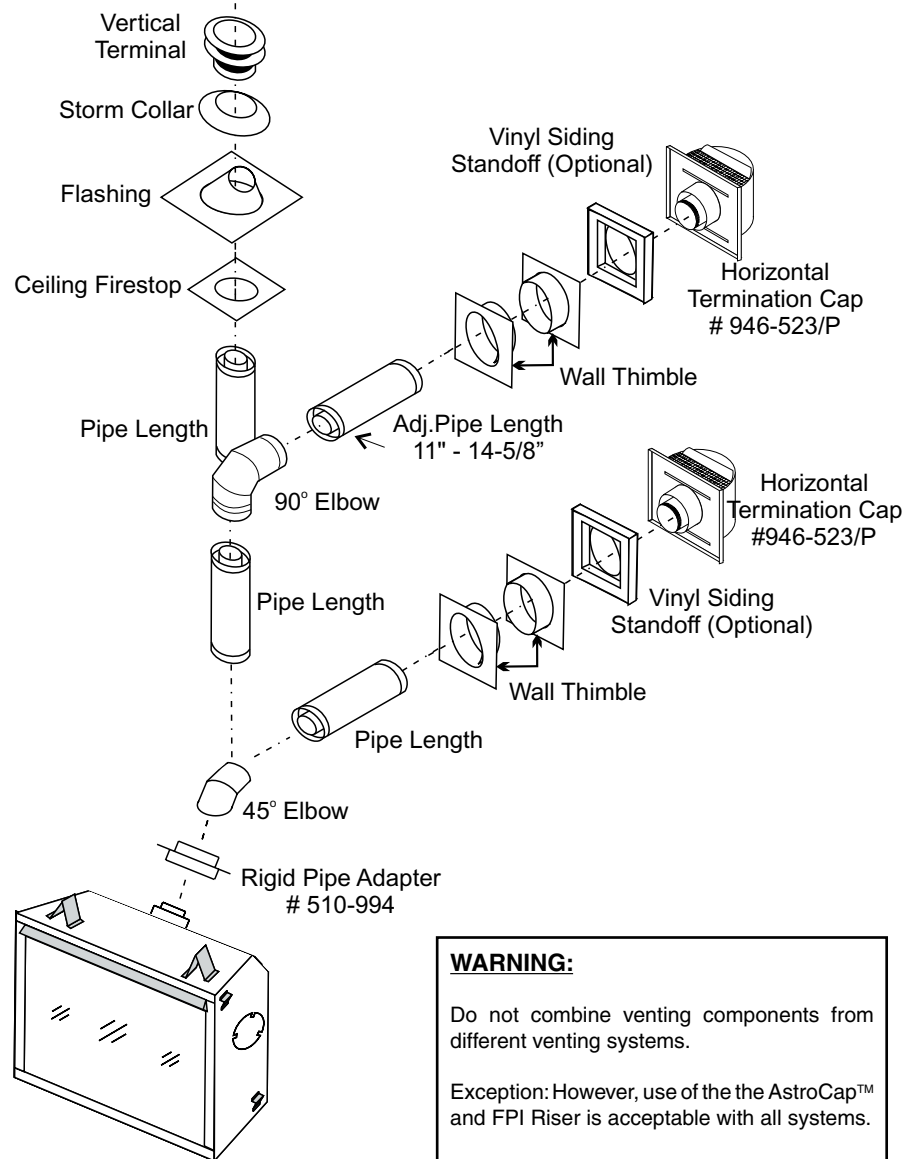 Vertical
Terminal
Storm Collar
Flashing
Ceiling Firestop
Pipe Length
90° Elbow
Adj.Pipe Length
11" - 14-5/8”
Wall Thimble
Vinyl Siding
Standoff (Optional)
Horizontal
Termination Cap
# 946-523/P
Pipe Length
Horizontal
Termination Cap
#946-523/P
Vinyl Siding
Standoff (Optional)
Wall Thimble
Pipe Length
45° Elbow
Rigid Pipe Adapter
# 510-994
WARNING:
Do not combine venting components from
different venting systems.
Exception: However, use of the the AstroCap™
and FPI Riser is acceptable with all systems.